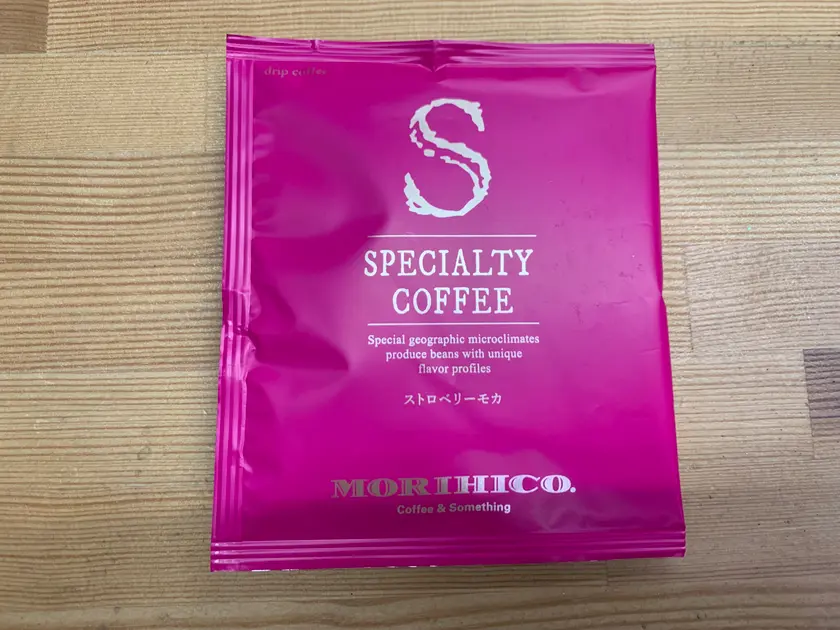 drip coffee
S
SPECIALTY
COFFEE
Special geographic microclimates
produce beans with unique
flavor profiles
ストロベリーモカ
MORIHICO.
Coffee & Something